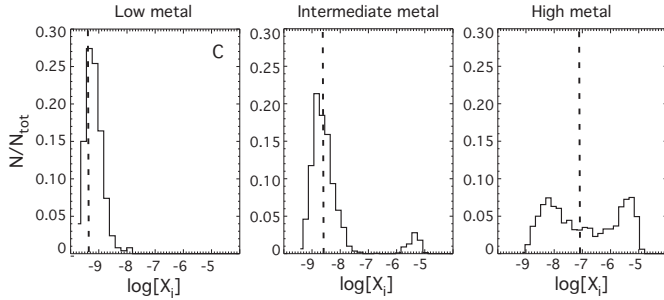 Low metal Intermediate metal High metal
0.30 0.30 0.30
C
0.25 0.25 0.25
0.20 0.20 0.20
N/N_tot
0.15 0.15 0.15
0.10 0.10 0.10
0.05 0.05 0.05
0 0 0
-9 -8 -7 -6 -5 -9 -8 -7 -6 -5 -9 -8 -7 -6 -5
log[X_i] log[X_i] log[X_i]